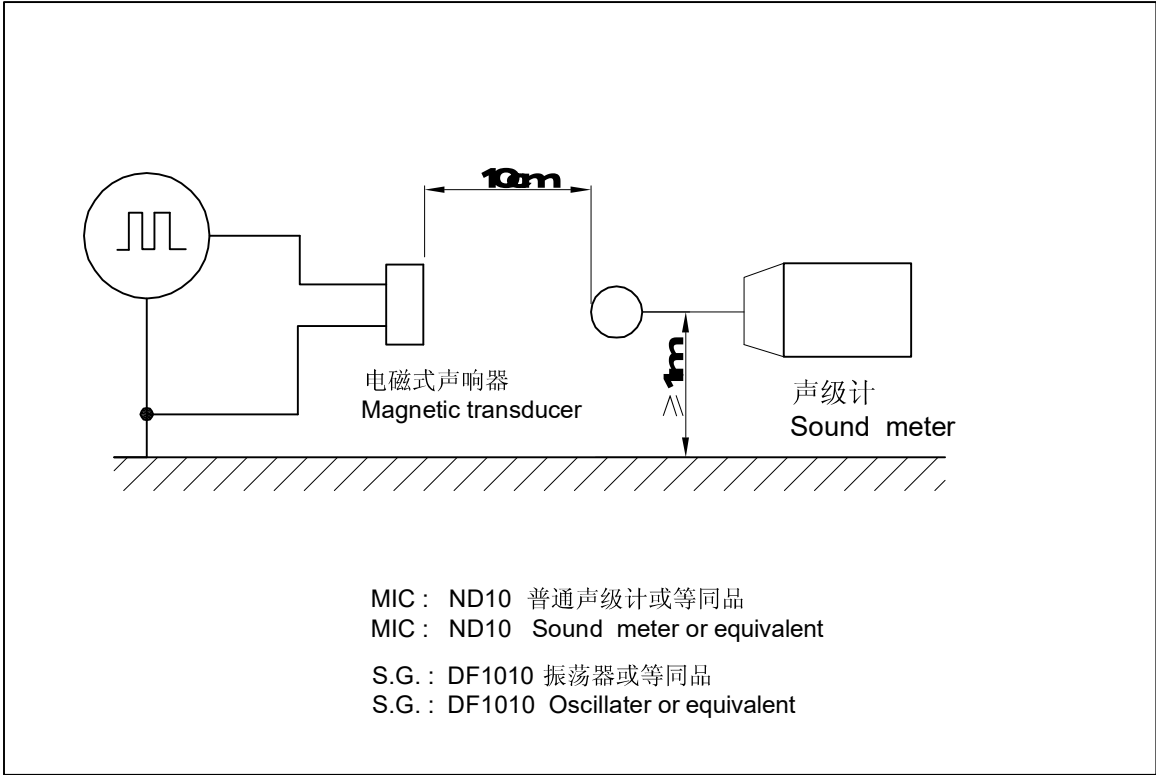 10cm
≥1m
电磁式声响器
Magnetic transducer
声级计
Sound meter
MIC : ND10 普通声级计或等同品
MIC : ND10 Sound meter or equivalent
S.G. : DF1010 振荡器或等同品
S.G. : DF1010 Oscillater or equivalent